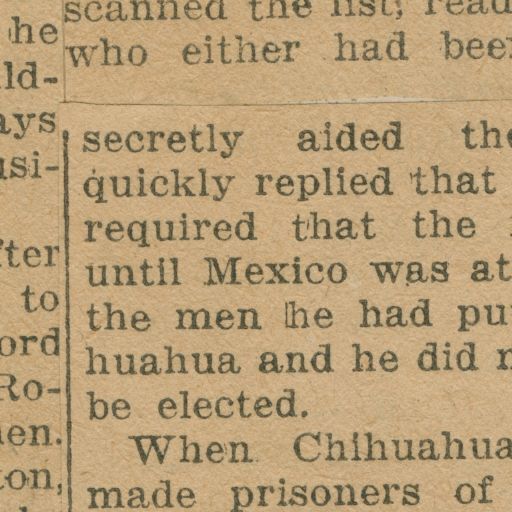 he
ld-
ays
usi-
fter
to
ord
Ro-
en.
ton,
scanned the list, read
who either had been
secretly aided the
quickly replied that
required that the
until Mexico was at
the men he had pu
huahua and he did n
be elected.
When Chihuahua
made prisoners of